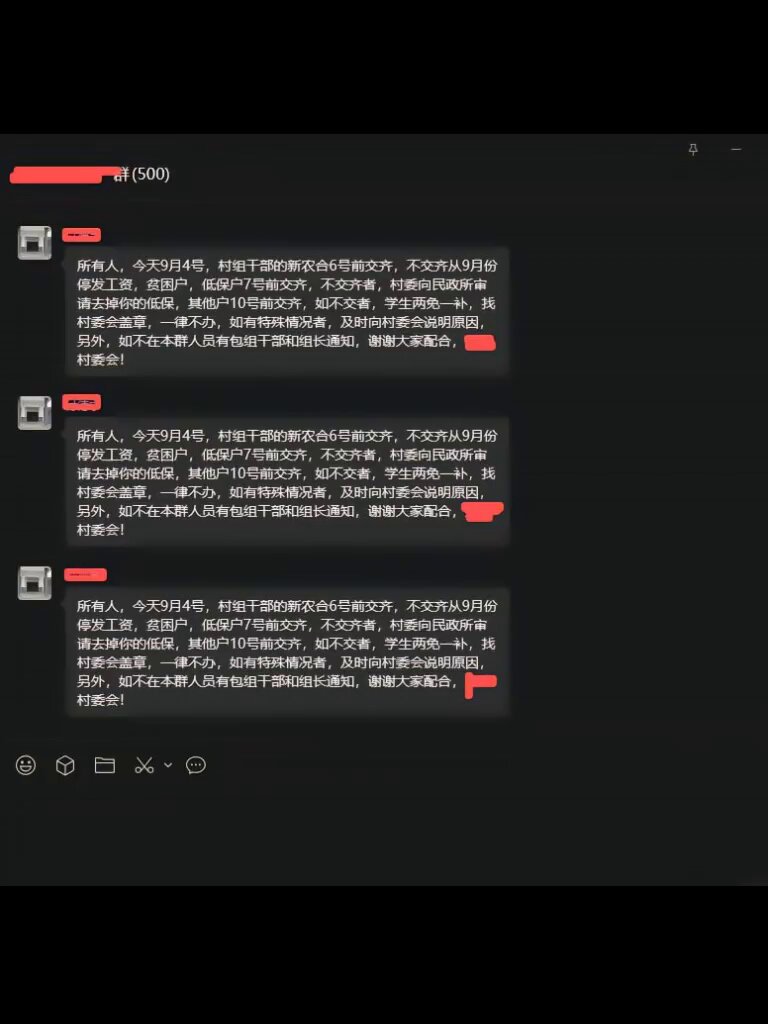 群(500)
所有人，今天9月4号，村组干部的新农合6号前交齐，不交齐从9月份
停发工资，贫困户，低保户7号前交齐，不交齐者，村委向民政所审
请去掉你的低保，其他户10号前交齐，如不交者，学生两免一补，找
村委会盖章，一律不办，如有特殊情况者，及时向村委会说明原因，
另外，如不在本群人员有包组干部和组长通知，谢谢大家配合，
村委会！
所有人，今天9月4号，村组干部的新农合6号前交齐，不交齐从9月份
停发工资，贫困户，低保户7号前交齐，不交齐者，村委向民政所审
请去掉你的低保，其他户10号前交齐，如不交者，学生两免一补，找
村委会盖章，一律不办，如有特殊情况者，及时向村委会说明原因，
另外，如不在本群人员有包组干部和组长通知，谢谢大家配合，
村委会！
所有人，今天9月4号，村组干部的新农合6号前交齐，不交齐从9月份
停发工资，贫困户，低保户7号前交齐，不交齐者，村委向民政所审
请去掉你的低保，其他户10号前交齐，如不交者，学生两免一补，找
村委会盖章，一律不办，如有特殊情况者，及时向村委会说明原因，
另外，如不在本群人员有包组干部和组长通知，谢谢大家配合，
村委会！